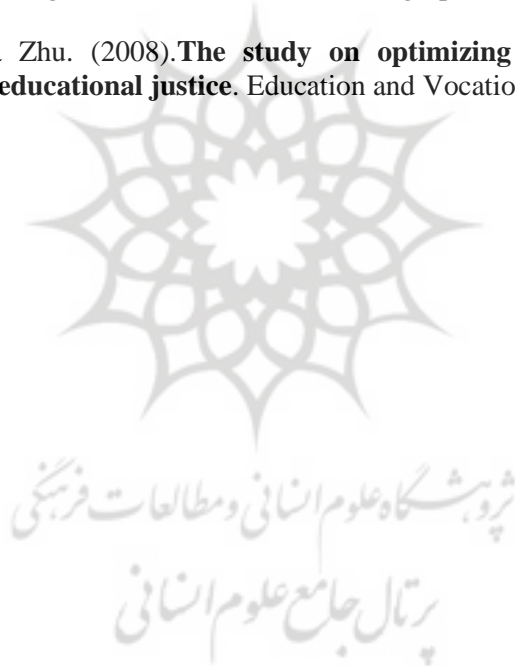 Zhu. (2008).The study on optimizing
educational justice. Education and Vocatio
پژوهشگاه علوم انسانی و مطالعات فرهنگی
پرتال جامع علوم انسانی